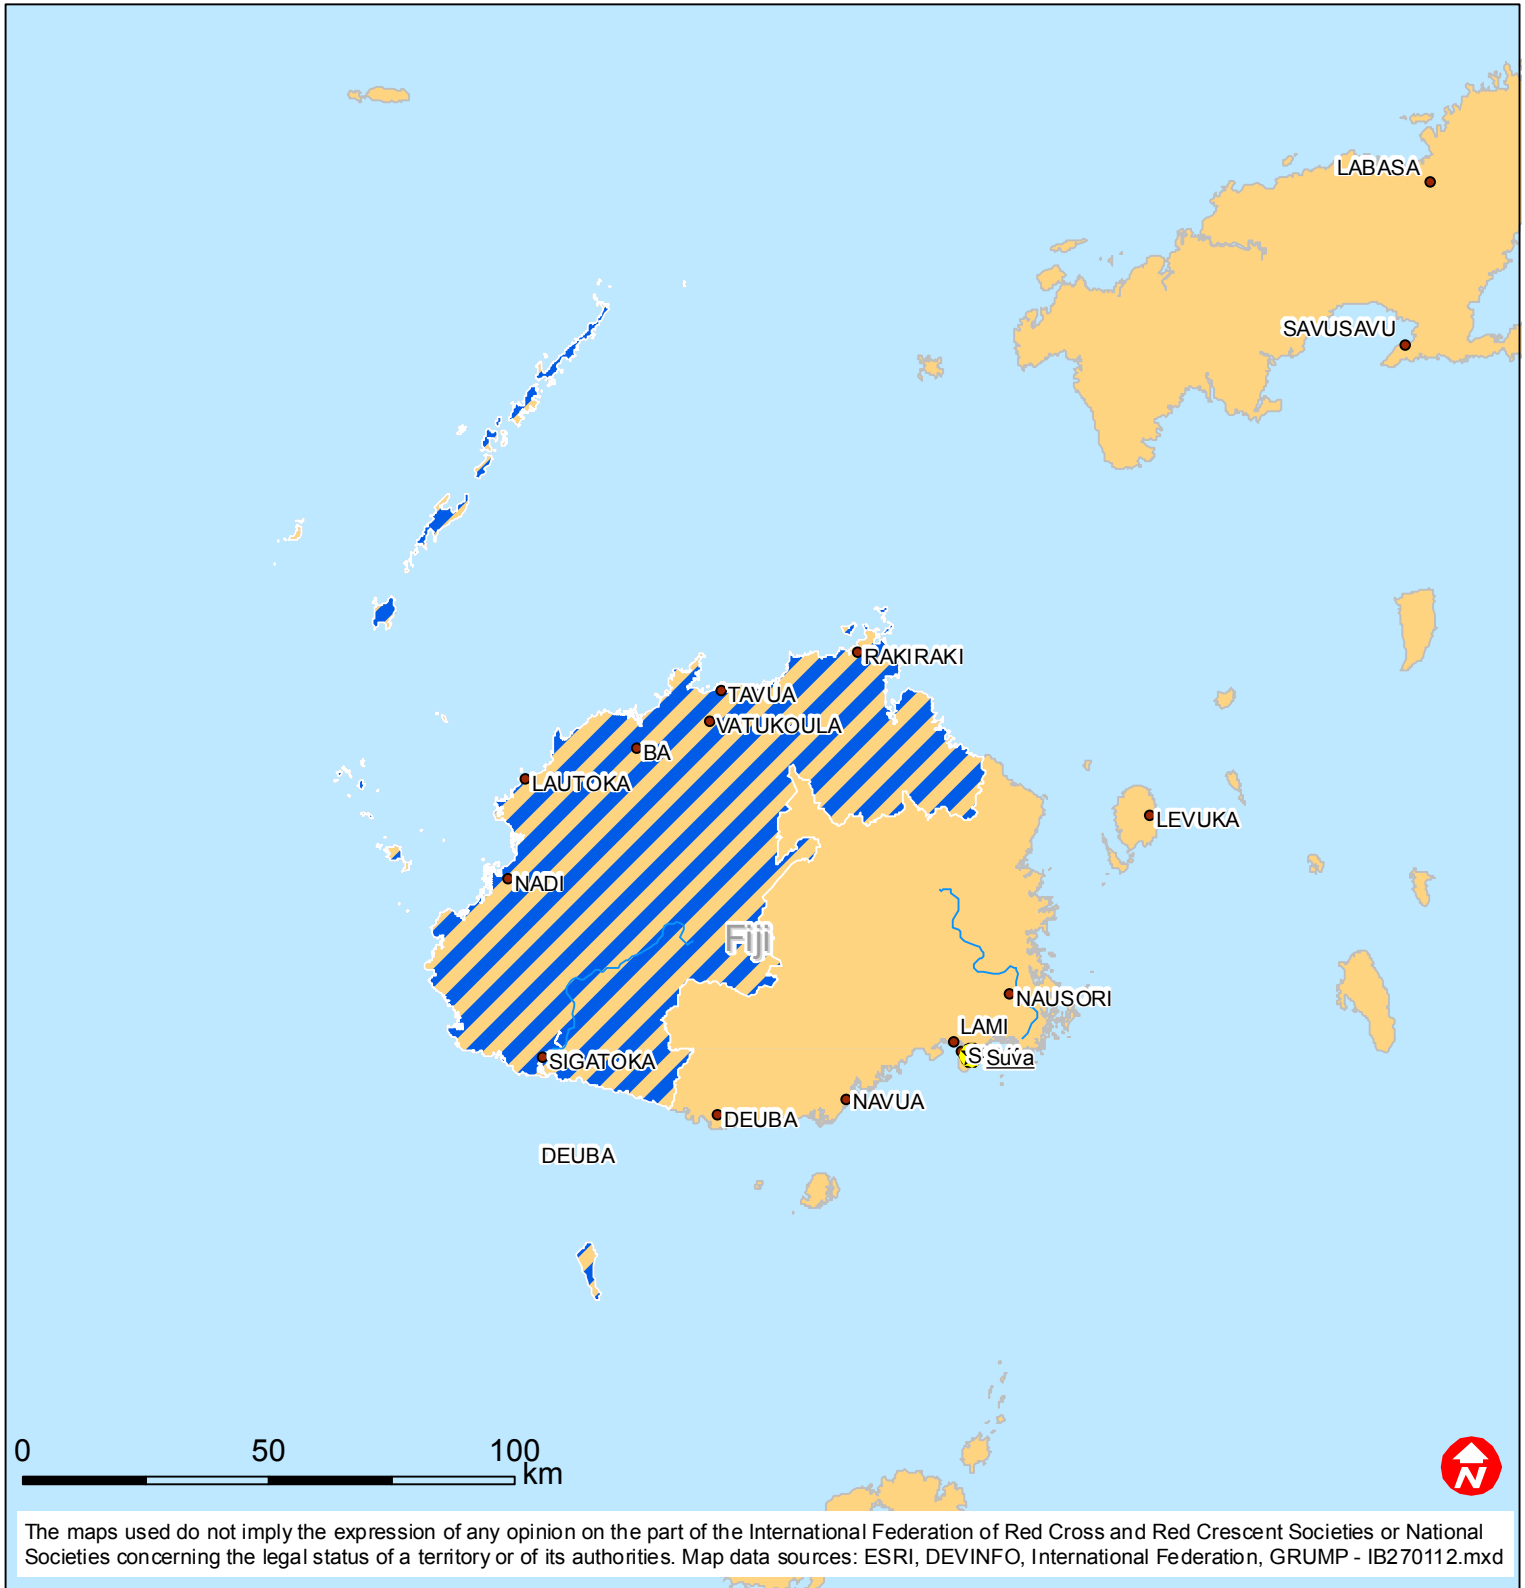 LABASA
SAVUSAVU
RAKIRAKI
TAVUA
VATUKOULA
BA
LAUTOKA
LEVUKA
NADI
Fiji
NAUSORI
LAMI
Suva
SIGATOKA
NAVUA
DEUBA
DEUBA
0 50 100
km
N
The maps used do not imply the expression of any opinion on the part of the International Federation of Red Cross and Red Crescent Societies or National
Societies concerning the legal status of a territory or of its authorities. Map data sources: ESRI, DEVINFO, International Federation, GRUMP - IB270112.mxd